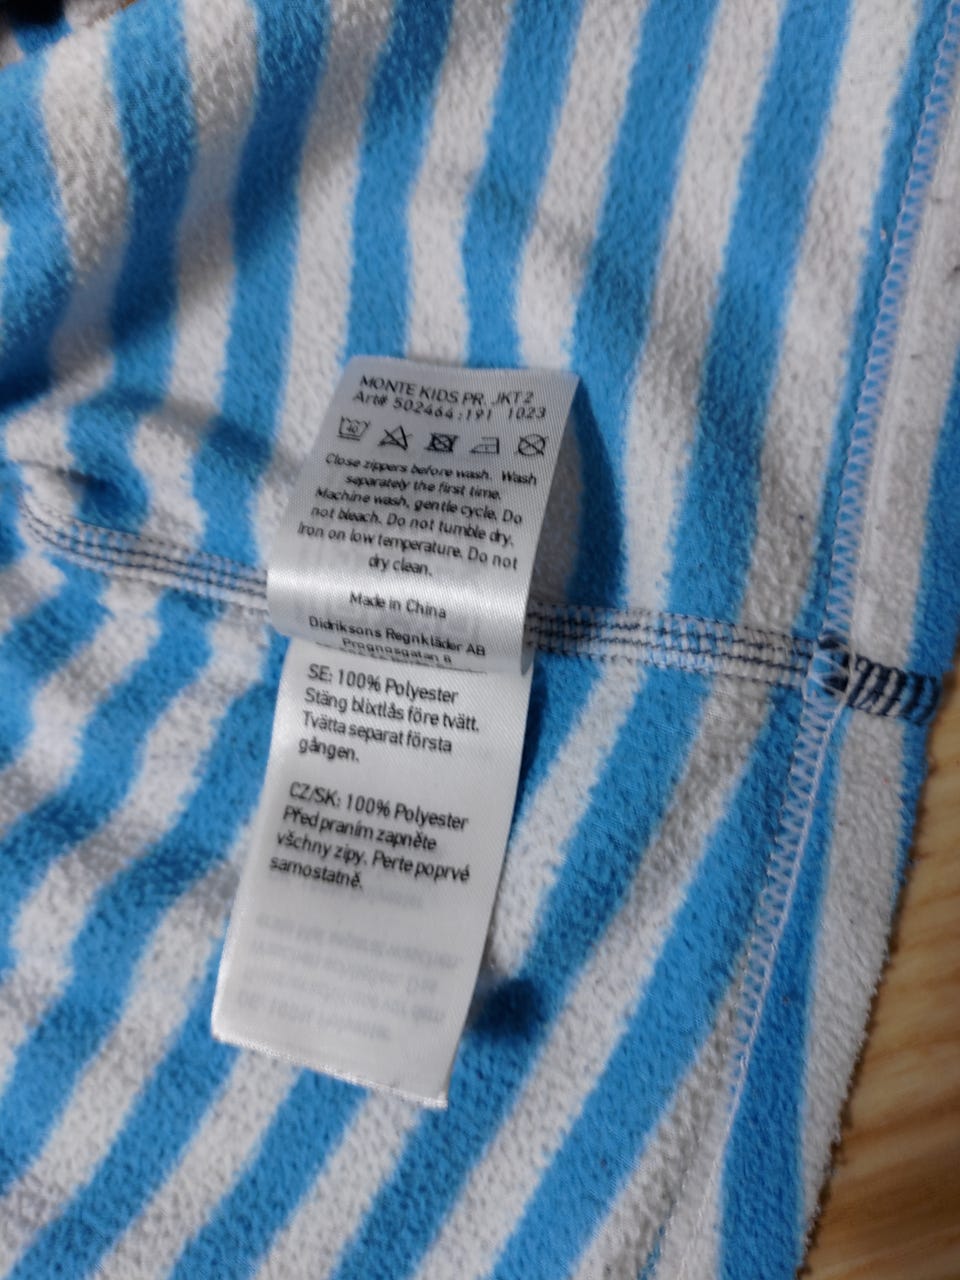 MONTE KIDS PR. JKT 2
Art# 502464:191 1023
40
Close zippers before wash. Wash
separately the first time.
Machine wash, gentle cycle. Do
not bleach. Do not tumble dry.
Iron on low temperature. Do not
dry clean.
Made in China
Didriksons Regnkläder AB
Prognosgatan 8
SE: 100% Polyester
Stäng blixtlås före tvätt.
Tvätta separat första
gången.
CZ/SK: 100% Polyester
Před praním zapněte
všchny zipy. Perte poprvé
samostatně.